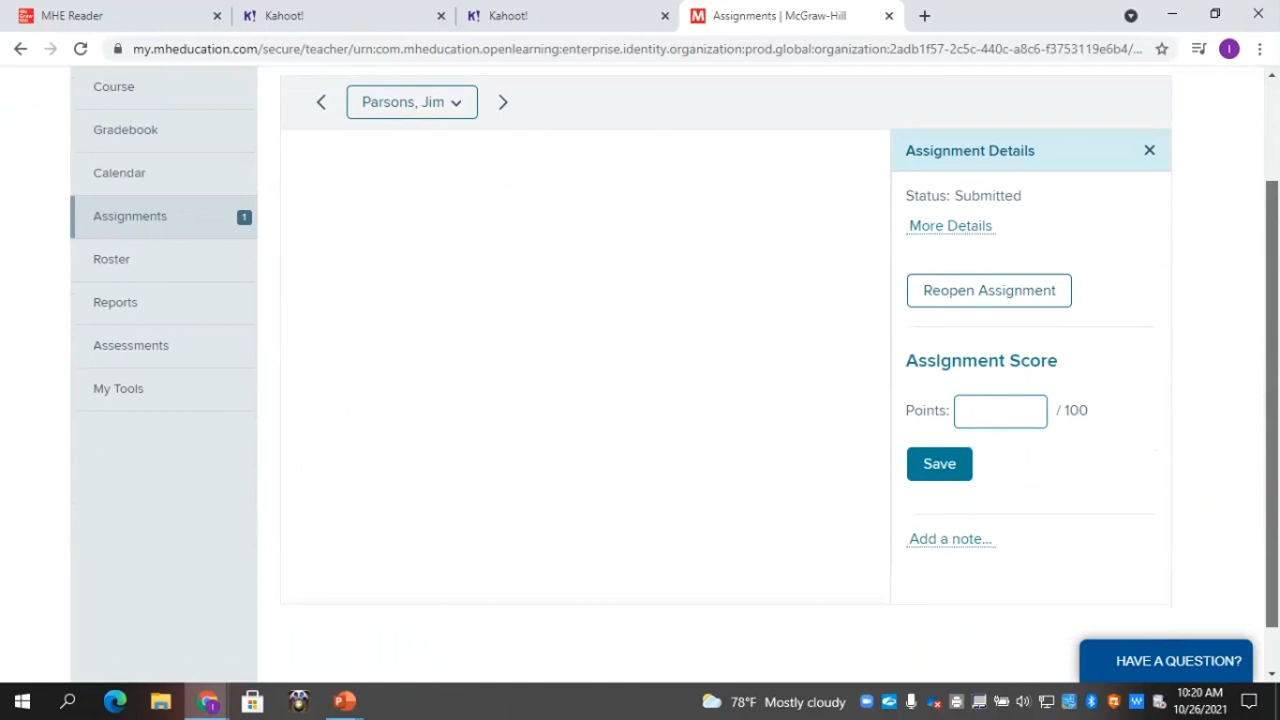 MHE Reader
Kahoot!
Kahoot!
Assignments | McGraw-Hill
my.mheducation.com/secure/teacher/urn:com.mheducation.openlearning:enterprise.identity.organization:prod.global:organization:2adb1f57-2c5c-440c-a8c6-f3753119e6b4/...
Course
Gradebook
Calendar
Assignments 1
Roster
Reports
Assessments
My Tools
Parsons, Jim
Assignment Details
Status: Submitted
More Details
Reopen Assignment
Assignment Score
Points: / 100
Save
Add a note...
HAVE A QUESTION?
78°F Mostly cloudy
10:20 AM
10/26/2021